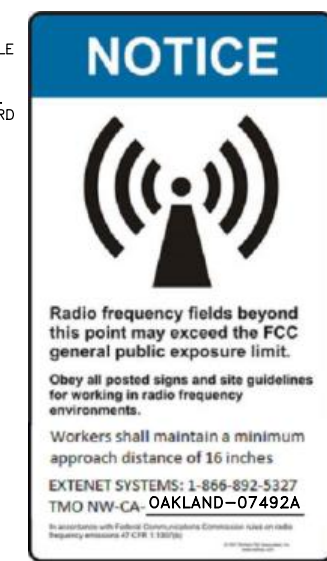 LE
RD
NOTICE
Radio frequency fields beyond
this point may exceed the FCC
general public exposure limit.
Obey all posted signs and site guidelines
for working in radio frequency
environments.
Workers shall maintain a minimum
approach distance of 16 inches
EXTENET SYSTEMS: 1-866-892-5327
TMO NW-CA- OAKLAND-07492A
In accordance with Federal Communications Commission rules on radio
frequency emissions 47 CFR 1.1307(b)